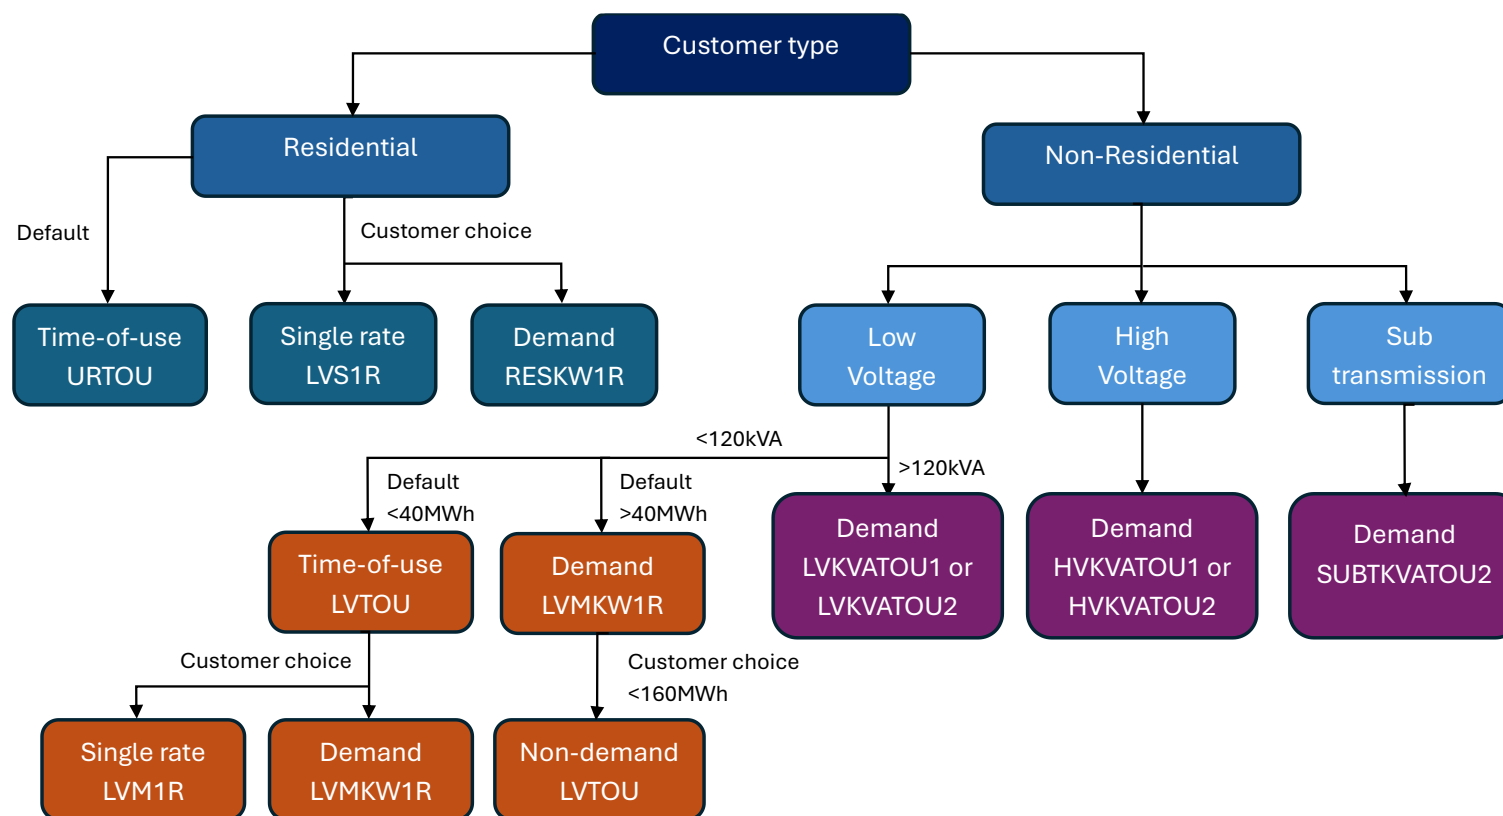 Customer type
Residential
Non-Residential
Default
Customer choice
Time-of-use
URTOU
Single rate
LVS1R
Demand
RESKW1R
Low
Voltage
High
Voltage
Sub
transmission
<120kVA
>120kVA
Default
<40MWh
Default
>40MWh
Time-of-use
LVTOU
Demand
LVMKW1R
Demand
LVKVATOU1 or
LVKVATOU2
Demand
HVKVATOU1 or
HVKVATOU2
Demand
SUBTKVATOU2
Customer choice
Customer choice
<160MWh
Single rate
LVM1R
Demand
LVMKW1R
Non-demand
LVTOU